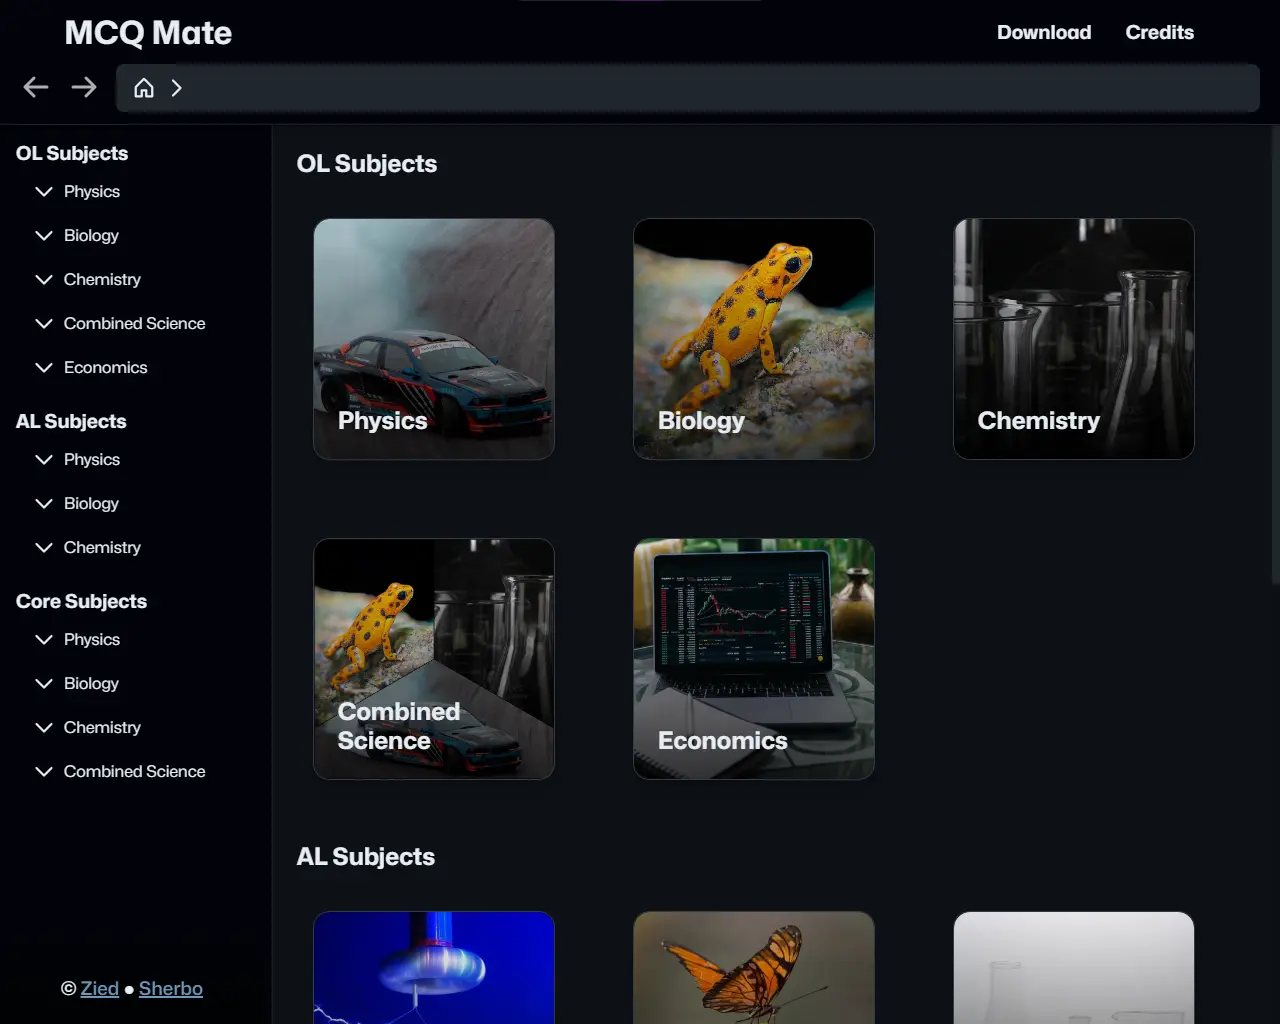 MCQ Mate
Download
Credits
OL Subjects
Physics
Biology
Chemistry
Combined Science
Economics
AL Subjects
Physics
Biology
Chemistry
Core Subjects
Physics
Biology
Chemistry
Combined Science
© Zied ● Sherbo
OL Subjects
Physics
Biology
Chemistry
Combined
Science
Economics
AL Subjects